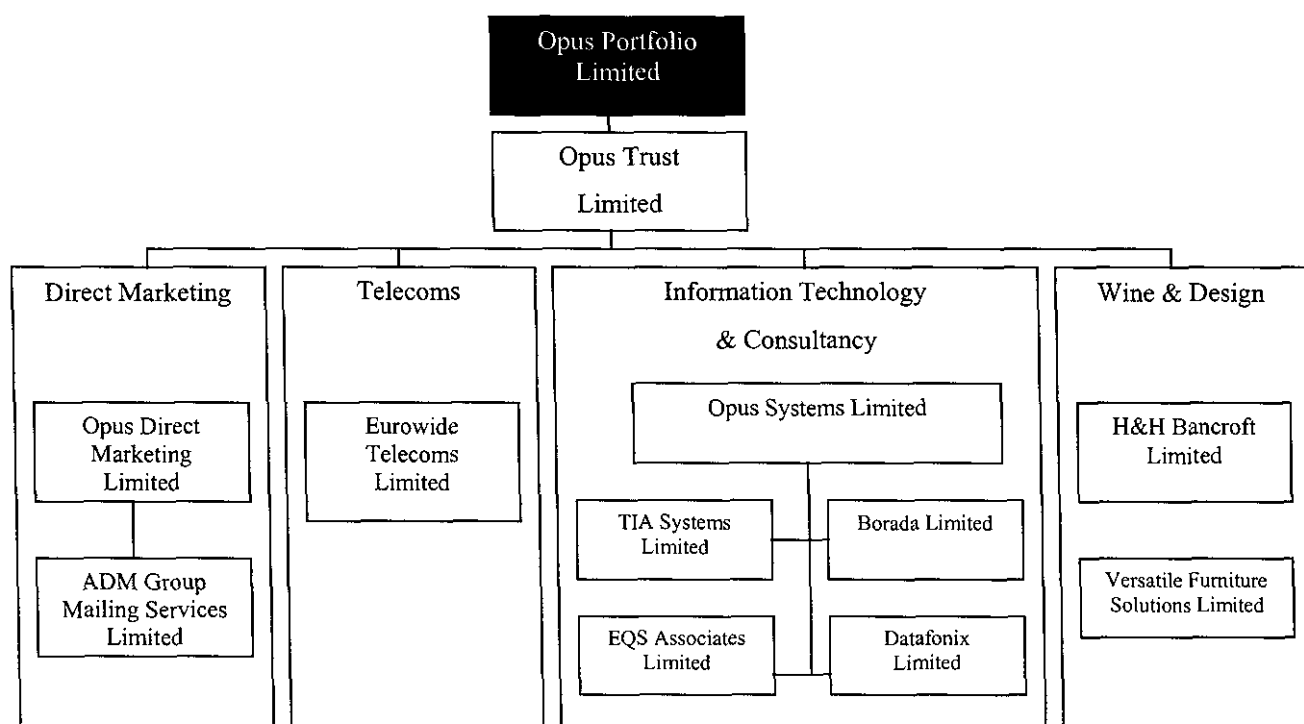 Opus Portfolio
Limited
Opus Trust
Limited
Direct Marketing
Opus Direct
Marketing
Limited
ADM Group
Mailing Services
Limited
Telecoms
Eurowide
Telecoms
Limited
Information Technology
& Consultancy
Opus Systems Limited
TIA Systems
Limited
Borada Limited
EQS Associates
Limited
Datafonix
Limited
Wine & Design
H&H Bancroft
Limited
Versatile Furniture
Solutions Limited